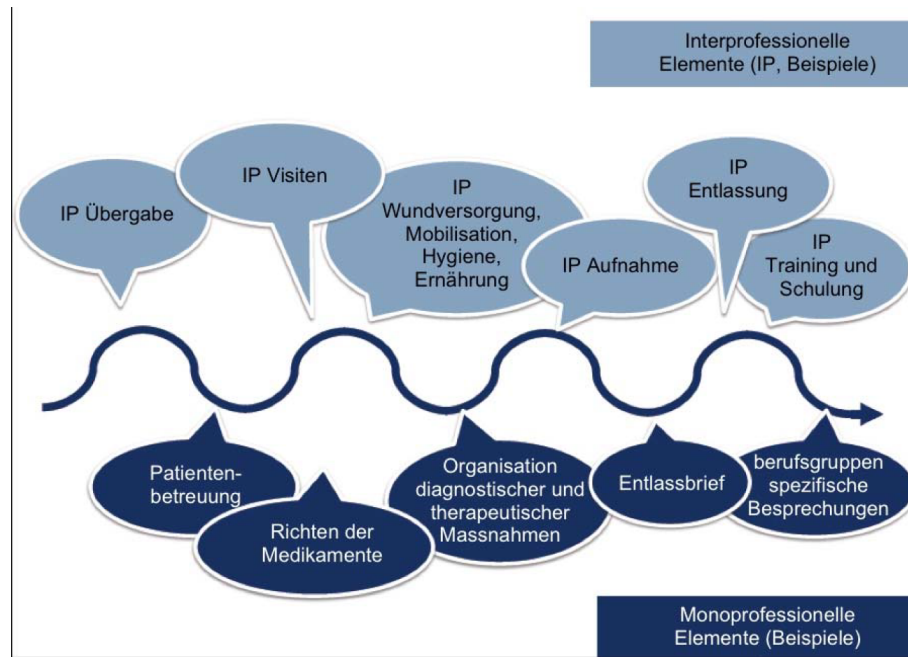 Interprofessionelle
Elemente (IP, Beispiele)
IP Übergabe
IP Visiten
IP
Wundversorgung,
Mobilisation,
Hygiene,
Ernährung
IP Aufnahme
IP
Entlassung
IP
Training und
Schulung
Patienten-
betreuung
Richten der
Medikamente
Organisation
diagnostischer und
therapeutischer
Massnahmen
Entlassbrief
berufsgruppen
spezifische
Besprechungen
Monoprofessionelle
Elemente (Beispiele)